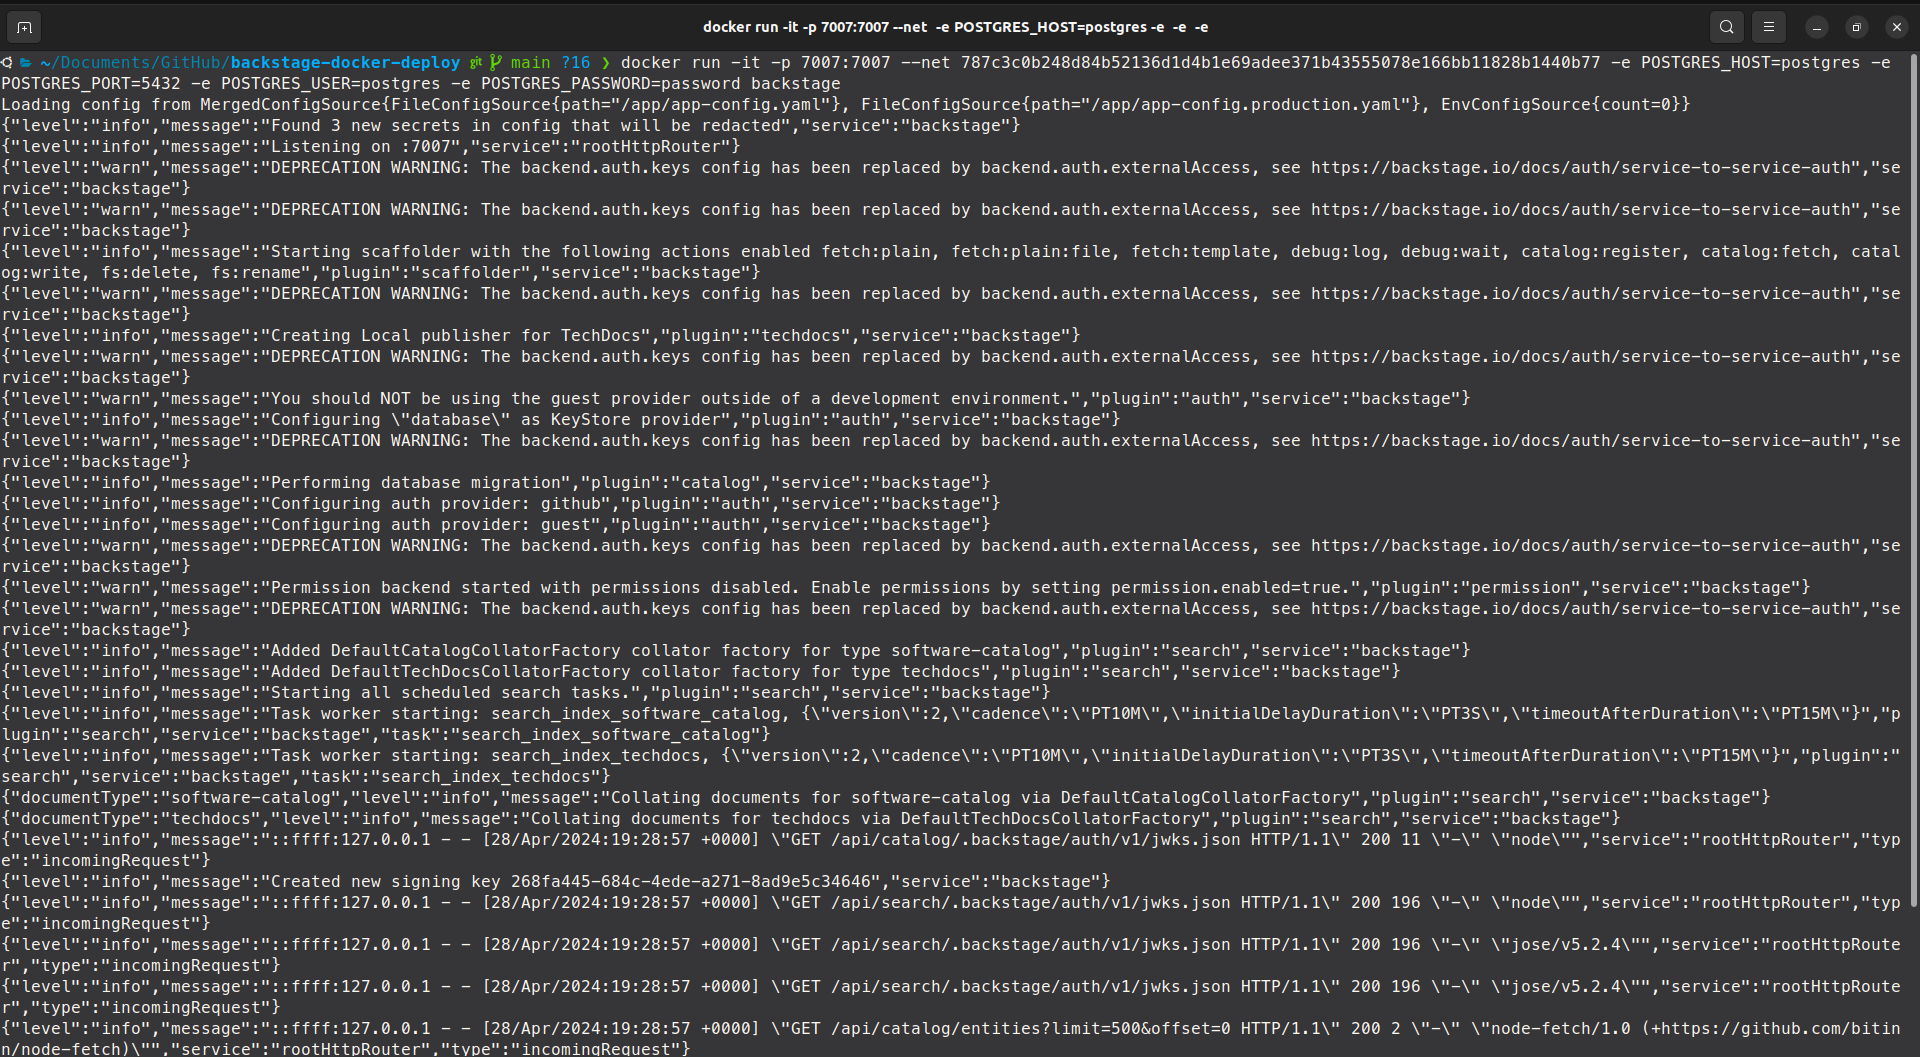 docker run -it -p 7007:7007 --net  -e POSTGRES_HOST=postgres -e  -e  -e
~/Documents/GitHub/backstage-docker-deploy git main ?16 ❯ docker run -it -p 7007:7007 --net 787c3c0b248d84b52136d1d4b1e69adee371b43555078e166bb11828b1440b77 -e POSTGRES_HOST=postgres -e
POSTGRES_PORT=5432 -e POSTGRES_USER=postgres -e POSTGRES_PASSWORD=password backstage
Loading config from MergedConfigSource{FileConfigSource{path="/app/app-config.yaml"}, FileConfigSource{path="/app/app-config.production.yaml"}, EnvConfigSource{count=0}}
{"level":"info","message":"Found 3 new secrets in config that will be redacted","service":"backstage"}
{"level":"info","message":"Listening on :7007","service":"rootHttpRouter"}
{"level":"warn","message":"DEPRECATION WARNING: The backend.auth.keys config has been replaced by backend.auth.externalAccess, see https://backstage.io/docs/auth/service-to-service-auth","se
rvice":"backstage"}
{"level":"warn","message":"DEPRECATION WARNING: The backend.auth.keys config has been replaced by backend.auth.externalAccess, see https://backstage.io/docs/auth/service-to-service-auth","se
rvice":"backstage"}
{"level":"info","message":"Starting scaffolder with the following actions enabled fetch:plain, fetch:plain:file, fetch:template, debug:log, debug:wait, catalog:register, catalog:fetch, catal
og:write, fs:delete, fs:rename","plugin":"scaffolder","service":"backstage"}
{"level":"warn","message":"DEPRECATION WARNING: The backend.auth.keys config has been replaced by backend.auth.externalAccess, see https://backstage.io/docs/auth/service-to-service-auth","se
rvice":"backstage"}
{"level":"info","message":"Creating Local publisher for TechDocs","plugin":"techdocs","service":"backstage"}
{"level":"warn","message":"DEPRECATION WARNING: The backend.auth.keys config has been replaced by backend.auth.externalAccess, see https://backstage.io/docs/auth/service-to-service-auth","se
rvice":"backstage"}
{"level":"warn","message":"You should NOT be using the guest provider outside of a development environment.","plugin":"auth","service":"backstage"}
{"level":"info","message":"Configuring \"database\" as KeyStore provider","plugin":"auth","service":"backstage"}
{"level":"warn","message":"DEPRECATION WARNING: The backend.auth.keys config has been replaced by backend.auth.externalAccess, see https://backstage.io/docs/auth/service-to-service-auth","se
rvice":"backstage"}
{"level":"info","message":"Performing database migration","plugin":"catalog","service":"backstage"}
{"level":"info","message":"Configuring auth provider: github","plugin":"auth","service":"backstage"}
{"level":"info","message":"Configuring auth provider: guest","plugin":"auth","service":"backstage"}
{"level":"warn","message":"DEPRECATION WARNING: The backend.auth.keys config has been replaced by backend.auth.externalAccess, see https://backstage.io/docs/auth/service-to-service-auth","se
rvice":"backstage"}
{"level":"warn","message":"Permission backend started with permissions disabled. Enable permissions by setting permission.enabled=true.","plugin":"permission","service":"backstage"}
{"level":"warn","message":"DEPRECATION WARNING: The backend.auth.keys config has been replaced by backend.auth.externalAccess, see https://backstage.io/docs/auth/service-to-service-auth","se
rvice":"backstage"}
{"level":"info","message":"Added DefaultCatalogCollatorFactory collator factory for type software-catalog","plugin":"search","service":"backstage"}
{"level":"info","message":"Added DefaultTechDocsCollatorFactory collator factory for type techdocs","plugin":"search","service":"backstage"}
{"level":"info","message":"Starting all scheduled search tasks.","plugin":"search","service":"backstage"}
{"level":"info","message":"Task worker starting: search_index_software_catalog, {\"version\":2,\"cadence\":\"PT10M\",\"initialDelayDuration\":\"PT3S\",\"timeoutAfterDuration\":\"PT15M\"}","p
lugin":"search","service":"backstage","task":"search_index_software_catalog"}
{"level":"info","message":"Task worker starting: search_index_techdocs, {\"version\":2,\"cadence\":\"PT10M\",\"initialDelayDuration\":\"PT3S\",\"timeoutAfterDuration\":\"PT15M\"}","plugin":"
search","service":"backstage","task":"search_index_techdocs"}
{"documentType":"software-catalog","level":"info","message":"Collating documents for software-catalog via DefaultCatalogCollatorFactory","plugin":"search","service":"backstage"}
{"documentType":"techdocs","level":"info","message":"Collating documents for techdocs via DefaultTechDocsCollatorFactory","plugin":"search","service":"backstage"}
{"level":"info","message":"::ffff:127.0.0.1 - - [28/Apr/2024:19:28:57 +0000] \"GET /api/catalog/.backstage/auth/v1/jwks.json HTTP/1.1\" 200 11 \"-\" \"node\"","service":"rootHttpRouter","typ
e":"incomingRequest"}
{"level":"info","message":"Created new signing key 268fa445-684c-4ede-a271-8ad9e5c34646","service":"backstage"}
{"level":"info","message":"::ffff:127.0.0.1 - - [28/Apr/2024:19:28:57 +0000] \"GET /api/search/.backstage/auth/v1/jwks.json HTTP/1.1\" 200 196 \"-\" \"node\"","service":"rootHttpRouter","typ
e":"incomingRequest"}
{"level":"info","message":"::ffff:127.0.0.1 - - [28/Apr/2024:19:28:57 +0000] \"GET /api/search/.backstage/auth/v1/jwks.json HTTP/1.1\" 200 196 \"-\" \"jose/v5.2.4\"","service":"rootHttpRoute
r","type":"incomingRequest"}
{"level":"info","message":"::ffff:127.0.0.1 - - [28/Apr/2024:19:28:57 +0000] \"GET /api/search/.backstage/auth/v1/jwks.json HTTP/1.1\" 200 196 \"-\" \"jose/v5.2.4\"","service":"rootHttpRoute
r","type":"incomingRequest"}
{"level":"info","message":"::ffff:127.0.0.1 - - [28/Apr/2024:19:28:57 +0000] \"GET /api/catalog/entities?limit=500&offset=0 HTTP/1.1\" 200 2 \"-\" \"node-fetch/1.0 (+https://github.com/bitin
n/node-fetch)\"","service":"rootHttpRouter","type":"incomingRequest"}